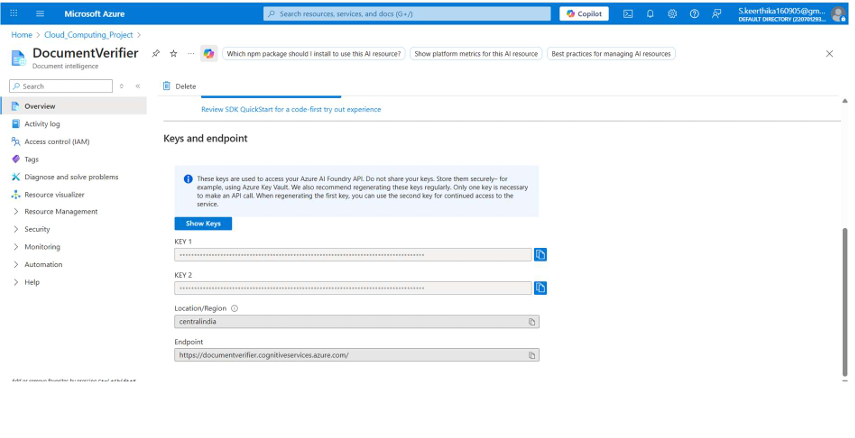 Microsoft Azure
Search resources, services, and docs (G+/)
Copilot
S.keerthika160905@gm...
DEFAULT DIRECTORY (220701293...
Home > Cloud_Computing_Project >
DocumentVerifier
Document intelligence
Which npm package should I install to use this AI resource?
Show platform metrics for this AI resource
Best practices for managing AI resources
Search
Delete
Overview
Activity log
Access control (IAM)
Tags
Diagnose and solve problems
Resource visualizer
Resource Management
Security
Monitoring
Automation
Help
Review SDK QuickStart for a code-first try out experience
Keys and endpoint
These keys are used to access your Azure AI Foundry API. Do not share your keys. Store them securely– for
example, using Azure Key Vault. We also recommend regenerating these keys regularly. Only one key is necessary
to make an API call. When regenerating the first key, you can use the second key for continued access to the
service.
Show Keys
KEY 1
KEY 2
Location/Region
centralindia
Endpoint
https://documentverifier.cognitiveservices.azure.com/